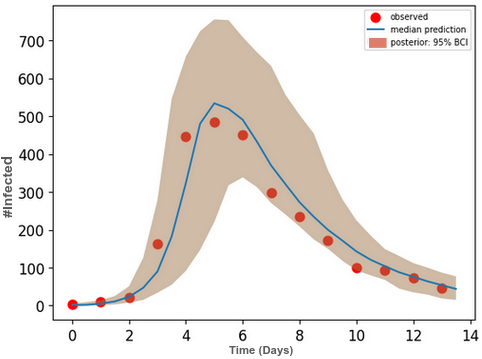 observed
median prediction
posterior: 95% BCI
700
600
500
400
300
200
100
0
#Infected
0 2 4 6 8 10 12 14
Time (Days)